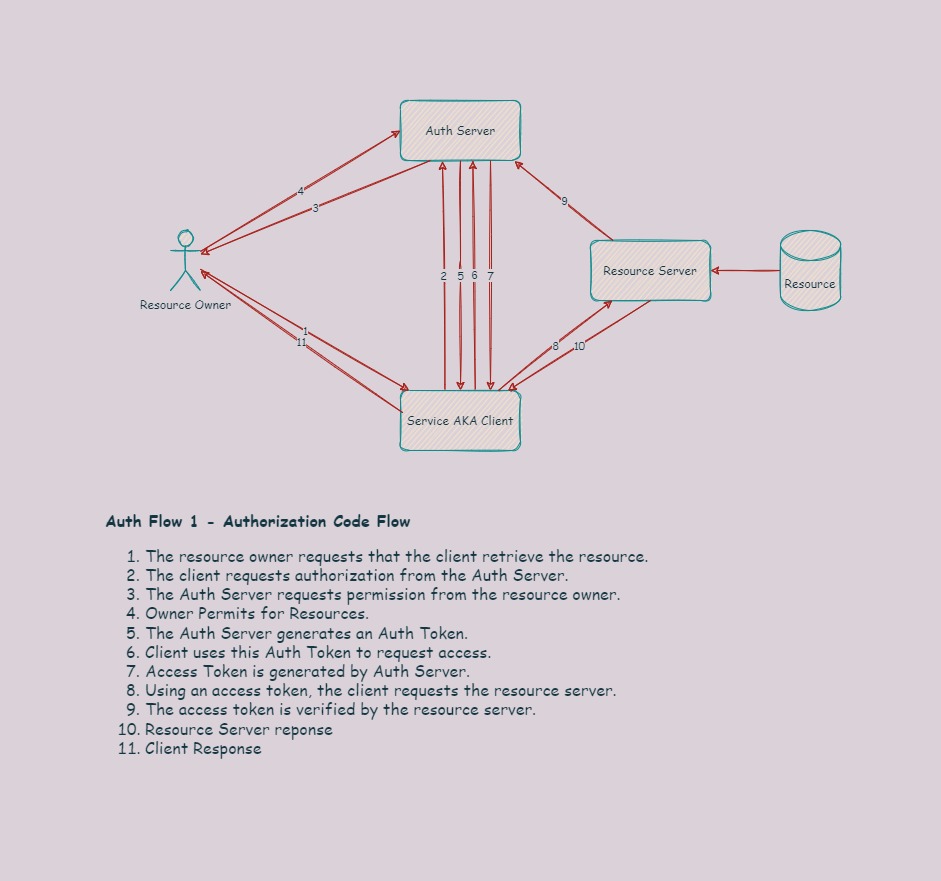 Auth Server
4
3
9
Resource Server
Resource
2
5
6
7
Resource Owner
1
11
8
10
Service AKA Client
Auth Flow 1 - Authorization Code Flow
1. The resource owner requests that the client retrieve the resource.
2. The client requests authorization from the Auth Server.
3. The Auth Server requests permission from the resource owner.
4. Owner Permits for Resources.
5. The Auth Server generates an Auth Token.
6. Client uses this Auth Token to request access.
7. Access Token is generated by Auth Server.
8. Using an access token, the client requests the resource server.
9. The access token is verified by the resource server.
10. Resource Server reponse
11. Client Response